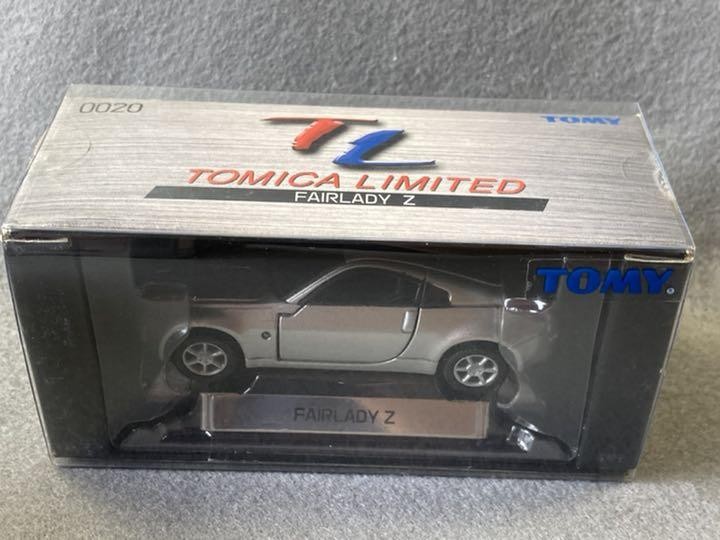 0020
TL
TOMY
TOMICA LIMITED
FAIRLADY Z
TOMY
FAIRLADY Z